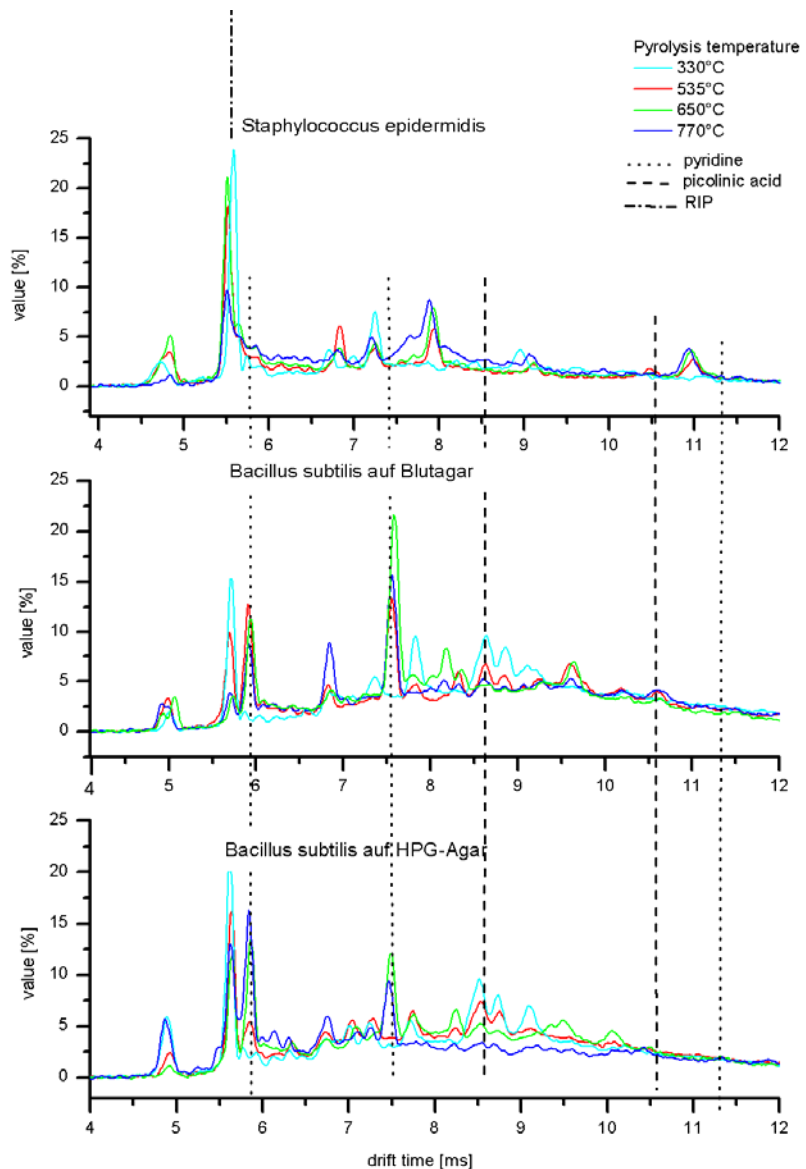 Pyrolysis temperature
330°C
535°C
650°C
770°C
pyridine
picolinic acid
RIP
Staphylococcus epidermidis
value [%]
25
20
15
10
5
0
4 5 6 7 8 9 10 11 12
Bacillus subtilis auf Blutagar
value [%]
25
20
15
10
5
0
4 5 6 7 8 9 10 11 12
Bacillus subtilis auf HPG-Agar
value [%]
25
20
15
10
5
0
4 5 6 7 8 9 10 11 12
drift time [ms]